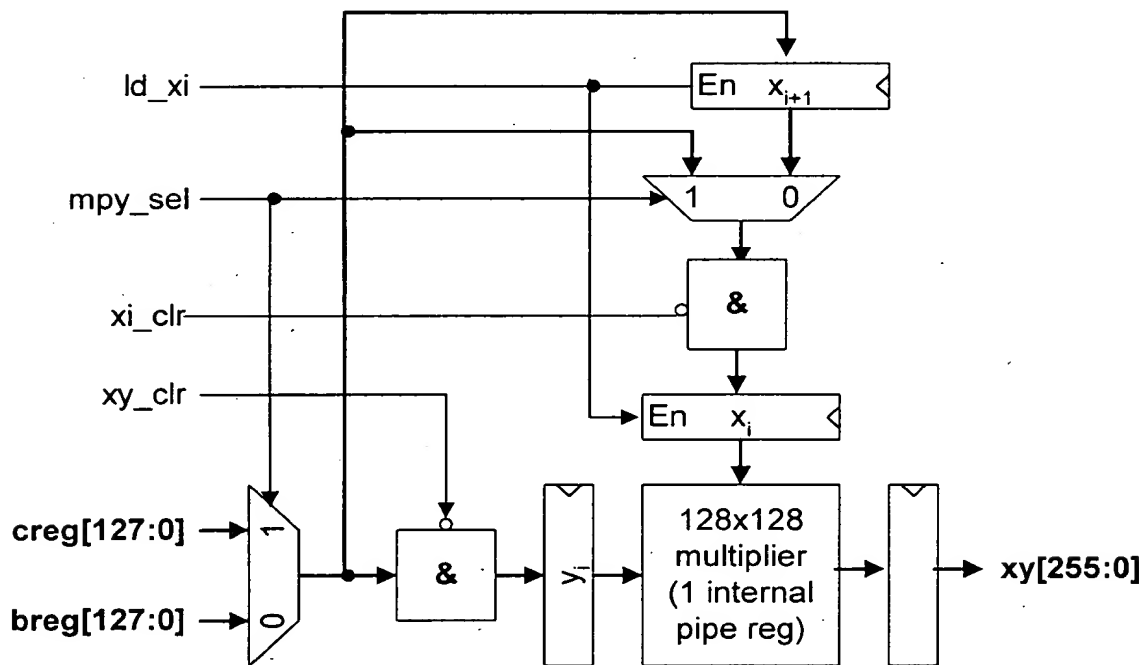 ld_xi
En x_{i+1}
mpy_sel
1 0
xi_clr
&
xy_clr
En x_i
creg[127:0]
1
breg[127:0]
0
&
y_i
128x128
multiplier
(1 internal
pipe reg)
xy[255:0]